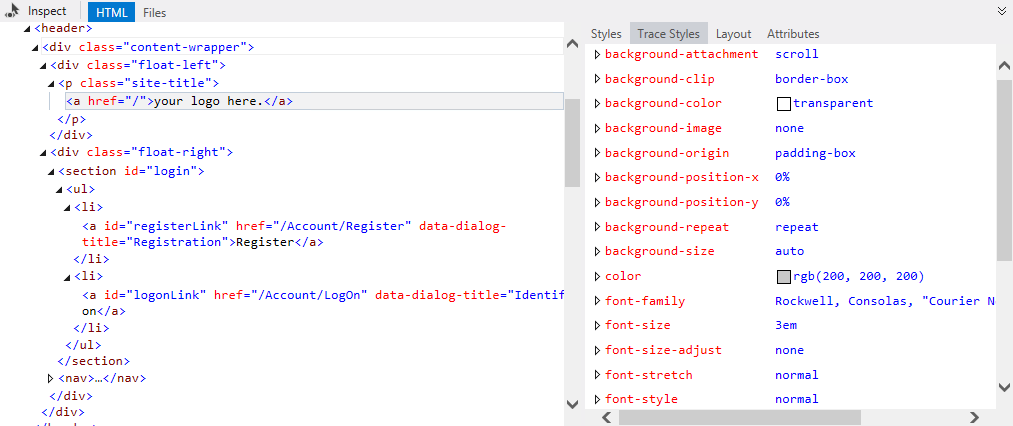 Inspect HTML Files
<header>
<div class="content-wrapper">
<div class="float-left">
<p class="site-title">
<a href="/">your logo here.</a>
</p>
</div>
<div class="float-right">
<section id="login">
<ul>
<li>
<a id="registerLink" href="/Account/Register" data-dialog-
title="Registration">Register</a>
</li>
<li>
<a id="logonLink" href="/Account/LogOn" data-dialog-title="Identif
on</a>
</li>
</ul>
</section>
<nav>…</nav>
</div>
</div>
Styles Trace Styles Layout Attributes
background-attachment scroll
background-clip border-box
background-color transparent
background-image none
background-origin padding-box
background-position-x 0%
background-position-y 0%
background-repeat repeat
background-size auto
color rgb(200, 200, 200)
font-family Rockwell, Consolas, "Courier N
font-size 3em
font-size-adjust none
font-stretch normal
font-style normal